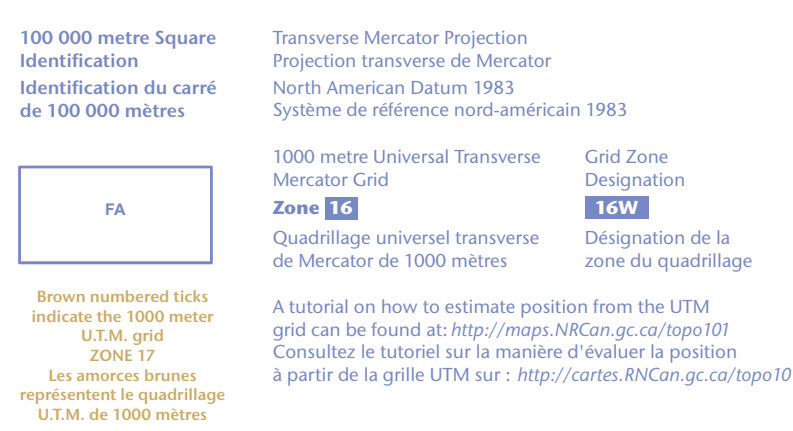 100 000 metre Square
Identification
Identification du carré
de 100 000 mètres
FA
Brown numbered ticks
indicate the 1000 meter
U.T.M. grid
ZONE 17
Les amorces brunes
représentent le quadrillage
U.T.M. de 1000 mètres
Transverse Mercator Projection
Projection transverse de Mercator
North American Datum 1983
Système de référence nord-américain 1983
1000 metre Universal Transverse
Mercator Grid
Zone 16
Quadrillage universel transverse
de Mercator de 1000 mètres
Grid Zone
Designation
16W
Désignation de la
zone du quadrillage
A tutorial on how to estimate position from the UTM
grid can be found at: http://maps.NRCan.gc.ca/topo101
Consultez le tutoriel sur la manière d'évaluer la position
à partir de la grille UTM sur : http://cartes.RNCan.gc.ca/topo10